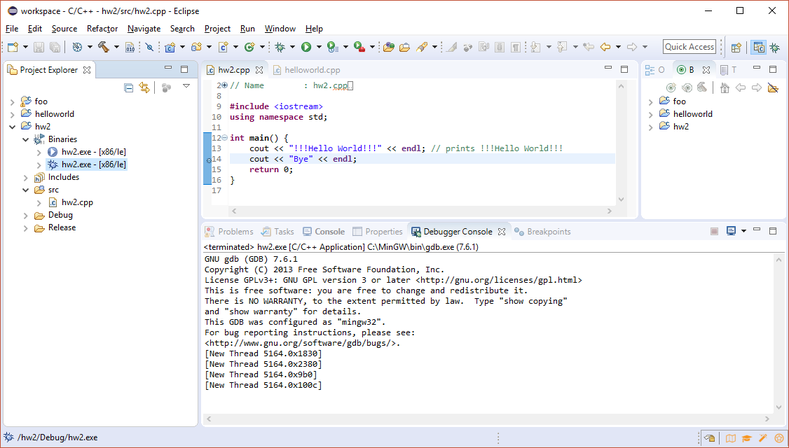 workspace - C/C++ - hw2/src/hw2.cpp - Eclipse
File Edit Source Refactor Navigate Search Project Run Window Help
Quick Access
Project Explorer
foo
helloworld
hw2
Binaries
hw2.exe - [x86/le]
hw2.exe - [x86/le]
Includes
src
hw2.cpp
Debug
Release
hw2.cpp helloworld.cpp
2 // Name : hw2.cpp
8
9 #include <iostream>
10 using namespace std;
11
12 int main() {
13 cout << "!!!Hello World!!!" << endl; // prints !!!Hello World!!!
14 cout << "Bye" << endl;
15 return 0;
16 }
17
O B T
foo
helloworld
hw2
Problems Tasks Console Properties Debugger Console Breakpoints
<terminated> hw2.exe [C/C++ Application] C:\MinGW\bin\gdb.exe (7.6.1)
GNU gdb (GDB) 7.6.1
Copyright (C) 2013 Free Software Foundation, Inc.
License GPLv3+: GNU GPL version 3 or later <http://gnu.org/licenses/gpl.html>
This is free software: you are free to change and redistribute it.
There is NO WARRANTY, to the extent permitted by law.  Type "show copying"
and "show warranty" for details.
This GDB was configured as "mingw32".
For bug reporting instructions, please see:
<http://www.gnu.org/software/gdb/bugs/>.
[New Thread 5164.0x1830]
[New Thread 5164.0x2380]
[New Thread 5164.0x9b0]
[New Thread 5164.0x100c]
/hw2/Debug/hw2.exe